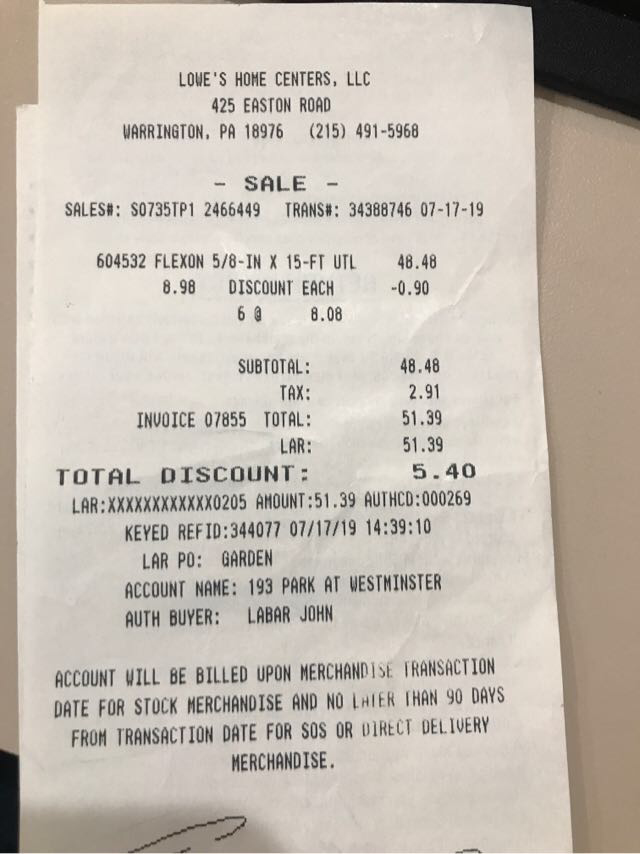 LOWE'S HOME CENTERS, LLC
425 EASTON ROAD
WARRINGTON, PA 18976 (215) 491-5968
- SALE -
SALES#: S0735TP1 2466449 TRANS#: 34388746 07-17-19
604532 FLEXON 5/8-IN X 15-FT UTL 48.48
8.98 DISCOUNT EACH -0.90
6 @ 8.08
SUBTOTAL: 48.48
TAX: 2.91
INVOICE 07855 TOTAL: 51.39
LAR: 51.39
TOTAL DISCOUNT: 5.40
LAR:XXXXXXXXXXXX0205 AMOUNT:51.39 AUTHCD:000269
KEYED REFID:344077 07/17/19 14:39:10
LAR PO: GARDEN
ACCOUNT NAME: 193 PARK AT WESTMINSTER
AUTH BUYER: LABAR JOHN
ACCOUNT WILL BE BILLED UPON MERCHANDISE TRANSACTION
DATE FOR STOCK MERCHANDISE AND NO LATER THAN 90 DAYS
FROM TRANSACTION DATE FOR SOS OR DIRECT DELIVERY
MERCHANDISE.